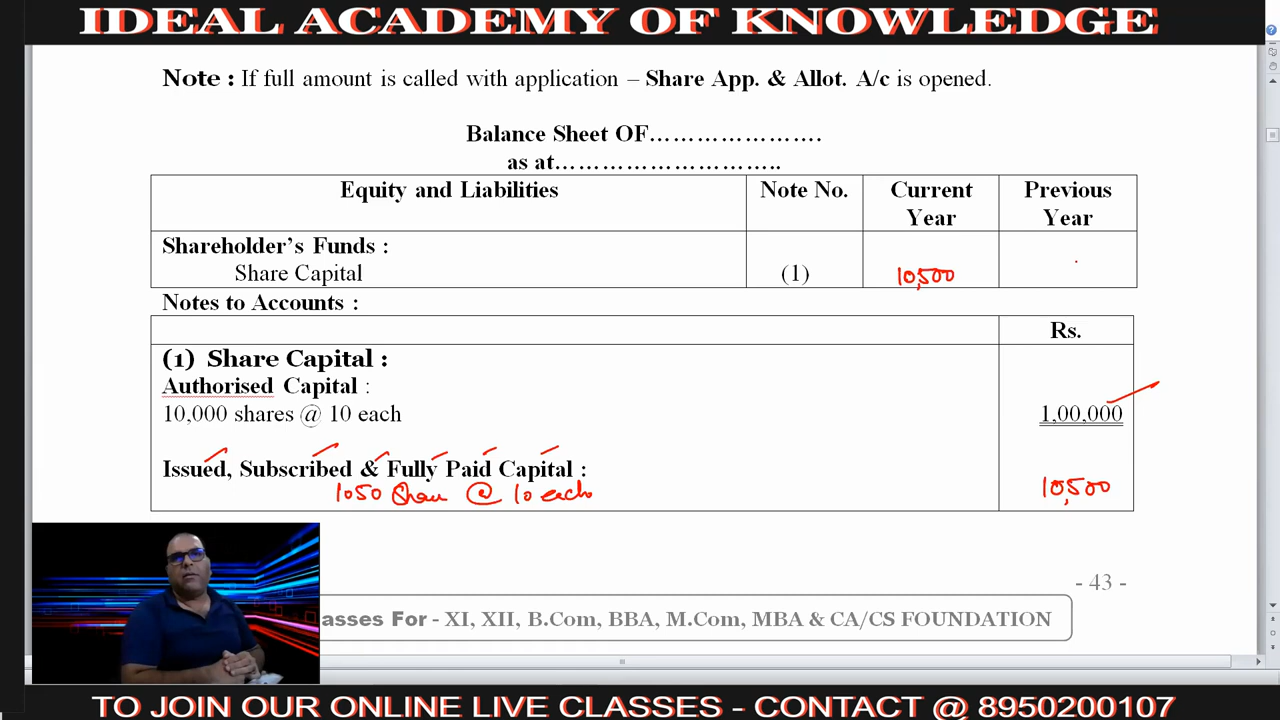 IDEAL ACADEMY OF KNOWLEDGE
Note : If full amount is called with application – Share App. & Allot. A/c is opened.
Balance Sheet OF………………….
as at……………………..
Equity and Liabilities Note No. Current Year Previous Year
Shareholder's Funds :
Share Capital (1) 10,500
Notes to Accounts :
Rs.
(1) Share Capital :
Authorised Capital :
10,000 shares @ 10 each 1,00,000
Issued, Subscribed & Fully Paid Capital :
1050 Share @ 10 each 10,500
- 43 -
asses For - XI, XII, B.Com, BBA, M.Com, MBA & CA/CS FOUNDATION
TO JOIN OUR ONLINE LIVE CLASSES - CONTACT @ 8950200107